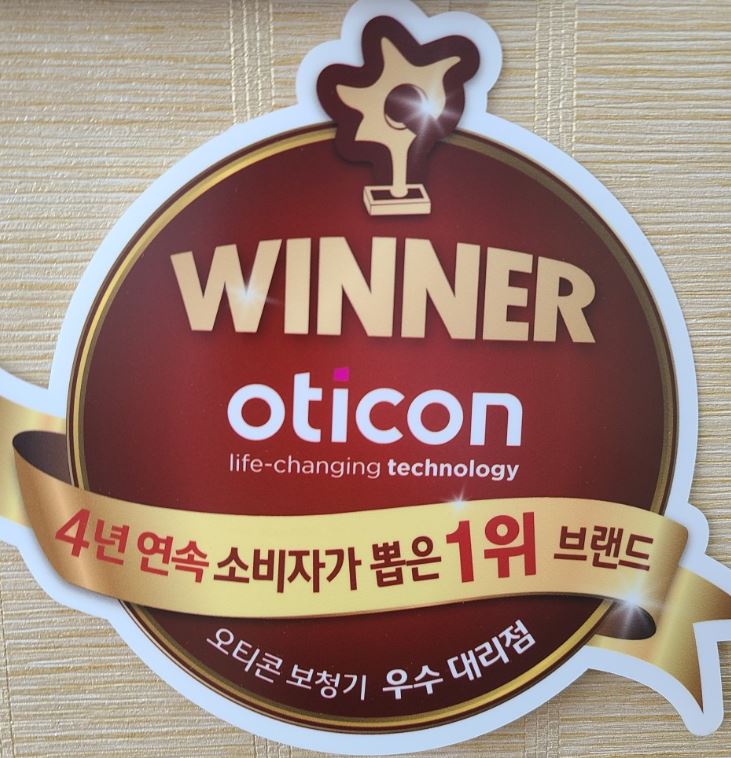 WINNER
oticon
life-changing technology
4년 연속 소비자가 뽑은 1위 브랜드
오티콘 보청기 우수 대리점